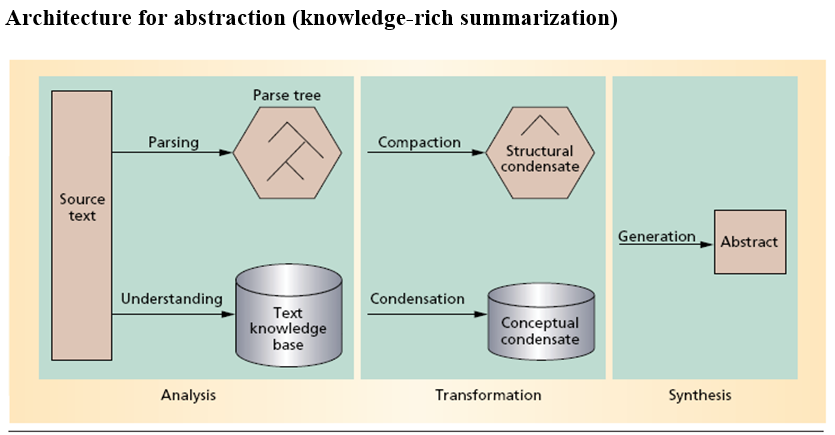 Architecture for abstraction (knowledge-rich summarization)
Parse tree
Parsing
Compaction
Structural
condensate
Source
text
Generation
Abstract
Understanding
Text
knowledge
base
Condensation
Conceptual
condensate
Analysis
Transformation
Synthesis